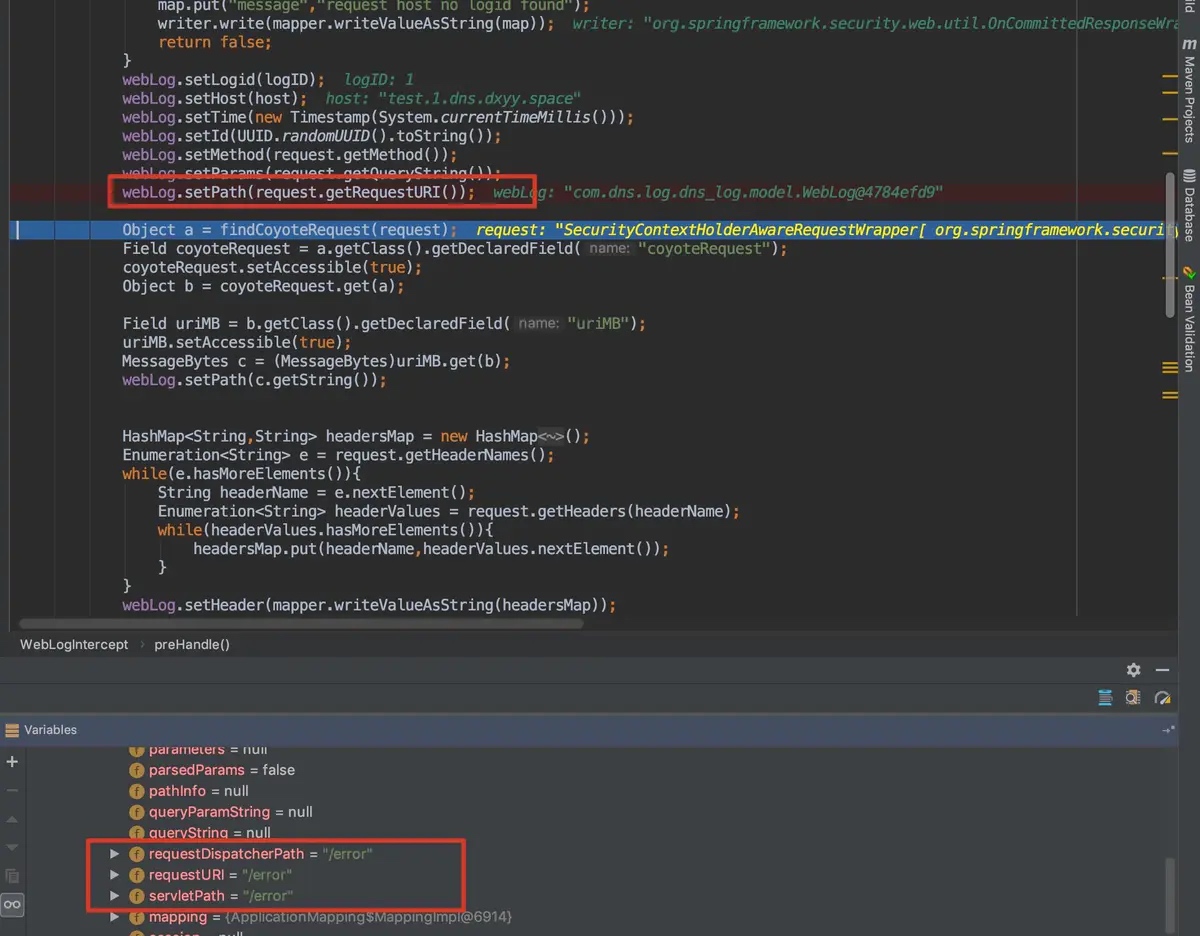 map.put("message","request host no logid found");
writer.write(mapper.writeValueAsString(map)); writer: "org.springframework.security.web.util.OnCommittedResponseWra
return false;
}
webLog.setLogid(logID); logID: 1
webLog.setHost(host); host: "test.1.dns.dxyy.space"
webLog.setTime(new Timestamp(System.currentTimeMillis()));
webLog.setId(UUID.randomUUID().toString());
webLog.setMethod(request.getMethod());
webLog.setParams(request.getQueryString());
webLog.setPath(request.getRequestURI()); webLog: "com.dns.log.dns_log.model.WebLog@4784efd9"
Object a = findCoyoteRequest(request); request: "SecurityContextHolderAwareRequestWrapper[ org.springframework.security
Field coyoteRequest = a.getClass().getDeclaredField( name: "coyoteRequest");
coyoteRequest.setAccessible(true);
Object b = coyoteRequest.get(a);
Field uriMB = b.getClass().getDeclaredField( name: "uriMB");
uriMB.setAccessible(true);
MessageBytes c = (MessageBytes)uriMB.get(b);
webLog.setPath(c.getString());
HashMap<String,String> headersMap = new HashMap<~>();
Enumeration<String> e = request.getHeaderNames();
while(e.hasMoreElements()){
String headerName = e.nextElement();
Enumeration<String> headerValues = request.getHeaders(headerName);
while(headerValues.hasMoreElements()){
headersMap.put(headerName,headerValues.nextElement());
}
}
webLog.setHeader(mapper.writeValueAsString(headersMap));
WebLogIntercept › preHandle()
Variables
parameters = null
parsedParams = false
pathInfo = null
queryParamString = null
queryString = null
requestDispatcherPath = "/error"
requestURI = "/error"
servletPath = "/error"
mapping = {ApplicationMapping$MappingImpl@6914}
session = null
Maven Projects
Database
Bean Validation